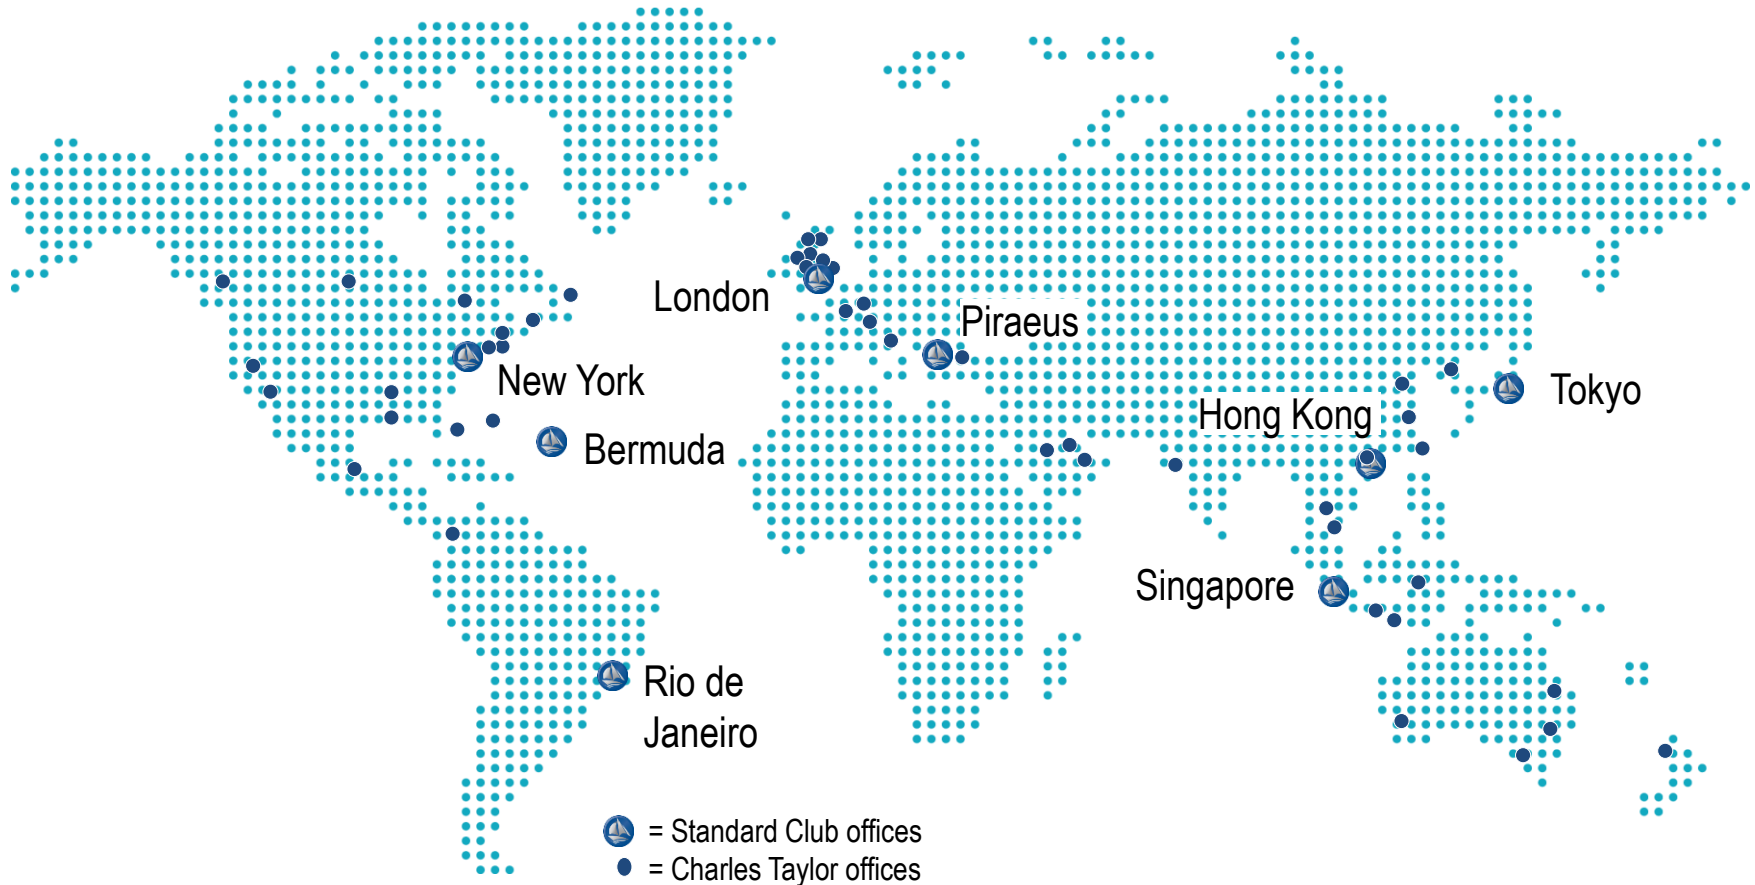 London
Piraeus
New York
Tokyo
Hong Kong
Bermuda
Singapore
Rio de
Janeiro
= Standard Club offices
= Charles Taylor offices